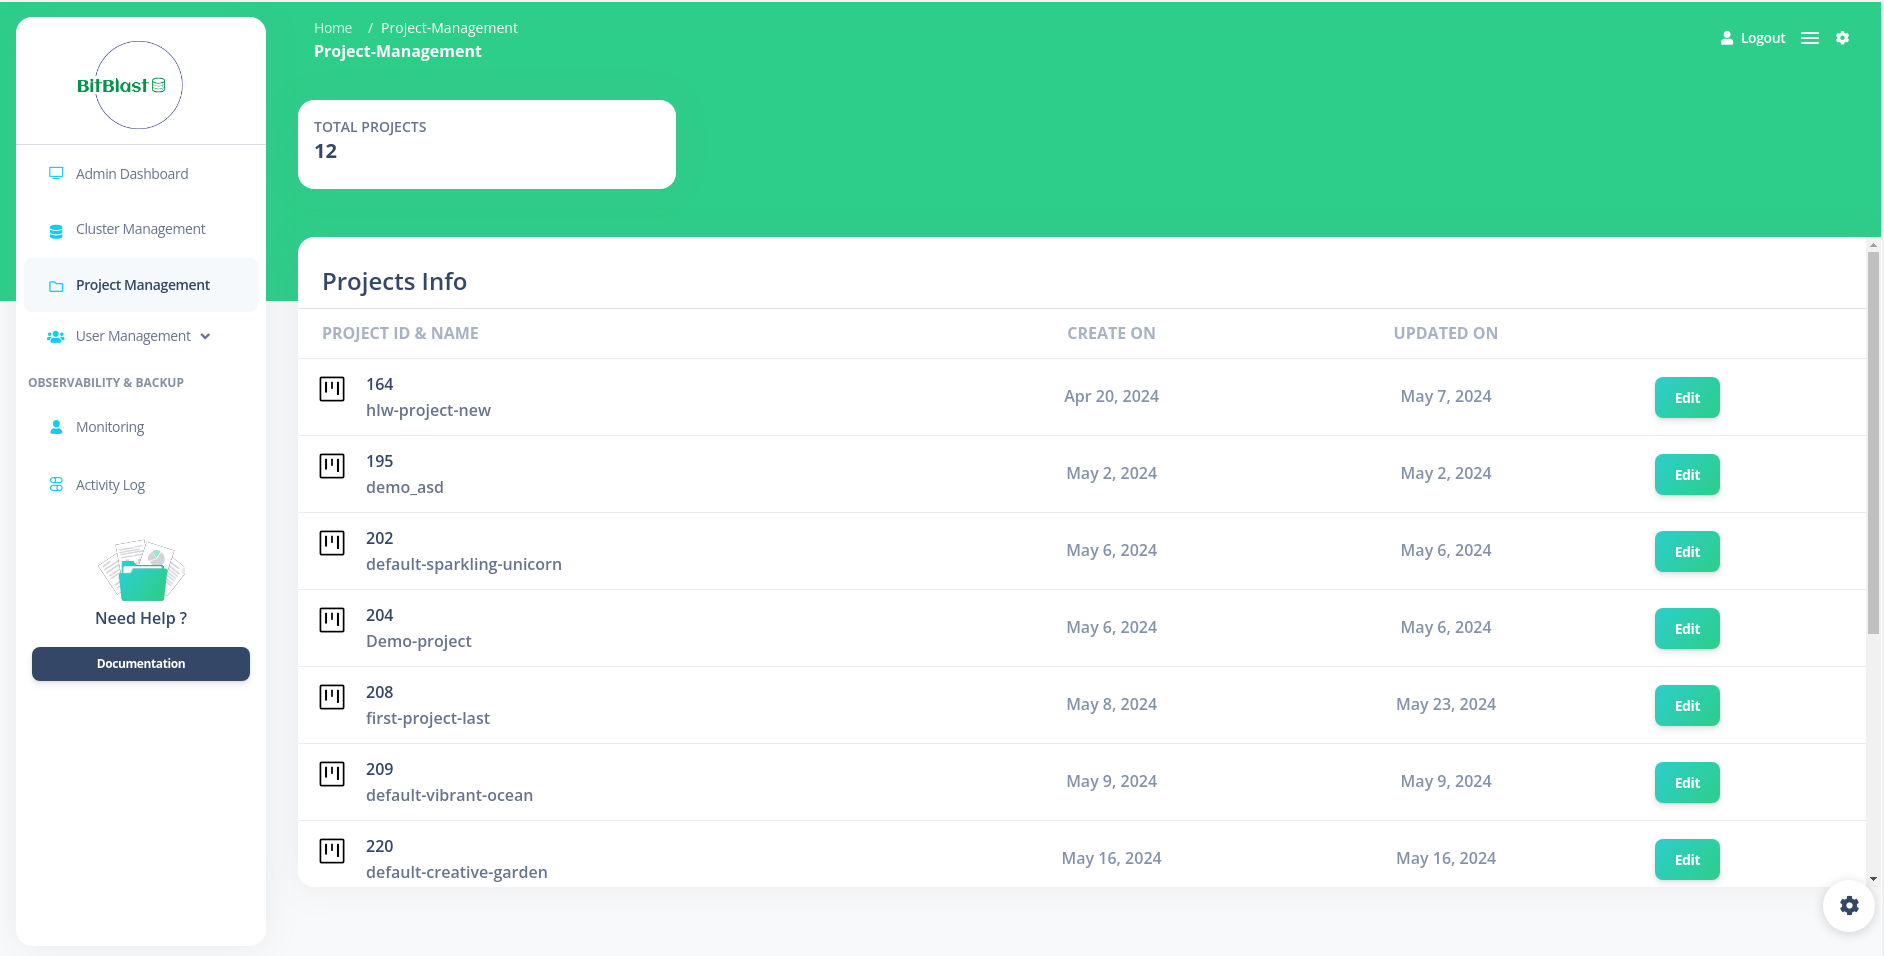 BitBlast
Admin Dashboard
Cluster Management
Project Management
User Management
OBSERVABILITY & BACKUP
Monitoring
Activity Log
Need Help ?
Documentation
Home / Project-Management
Project-Management
Logout
TOTAL PROJECTS
12
Projects Info
PROJECT ID & NAME CREATE ON UPDATED ON
164
hlw-project-new
Apr 20, 2024 May 7, 2024 Edit
195
demo_asd
May 2, 2024 May 2, 2024 Edit
202
default-sparkling-unicorn
May 6, 2024 May 6, 2024 Edit
204
Demo-project
May 6, 2024 May 6, 2024 Edit
208
first-project-last
May 8, 2024 May 23, 2024 Edit
209
default-vibrant-ocean
May 9, 2024 May 9, 2024 Edit
220
default-creative-garden
May 16, 2024 May 16, 2024 Edit